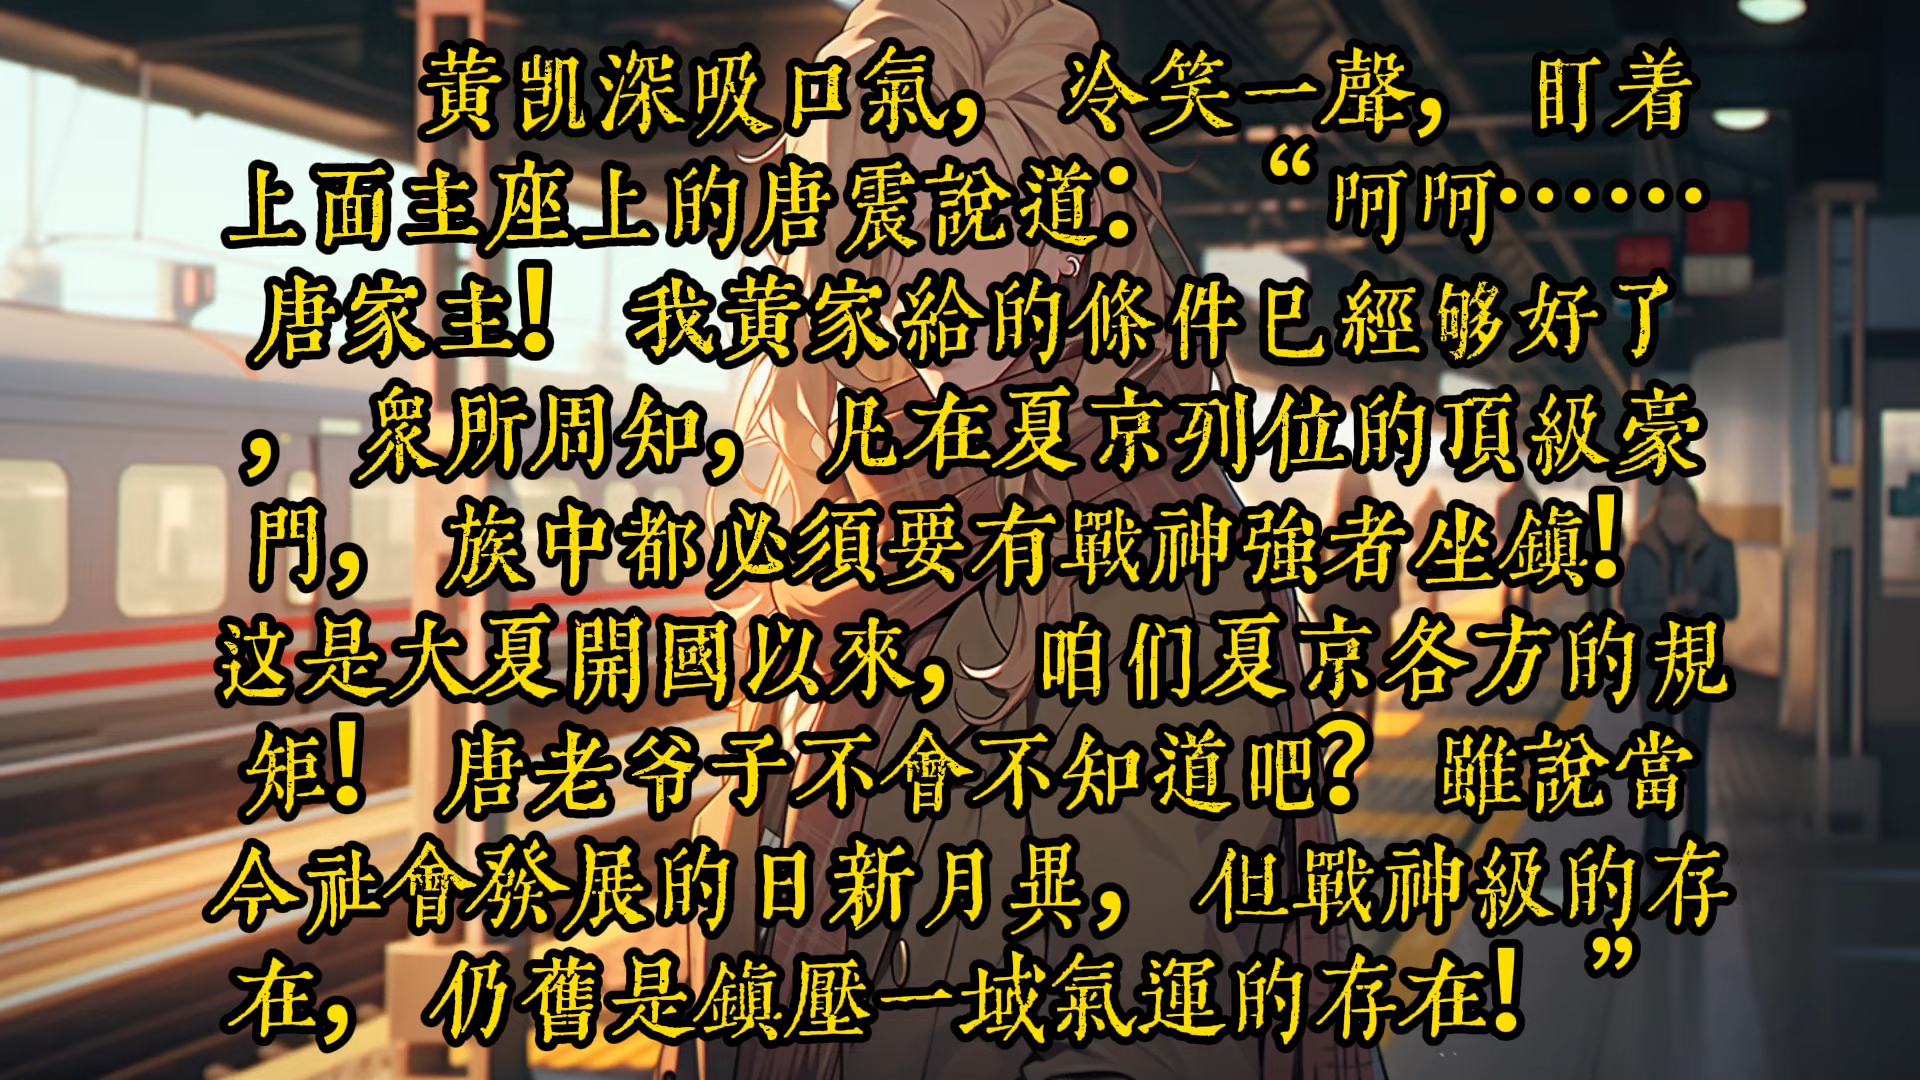 黄凯深吸口氣，冷笑一聲，盯着
上面主座上的唐震說道：“呵呵……
唐家主！我黄家給的條件已經够好了
，衆所周知，凡在夏京列位的頂級豪
門，族中都必須要有戰神強者坐鎮！
这是大夏開國以來，咱们夏京各方的規
矩！唐老爷子不會不知道吧？雖說當
今社會發展的日新月異，但戰神級的存
在，仍舊是鎮壓一域氣運的存在！”